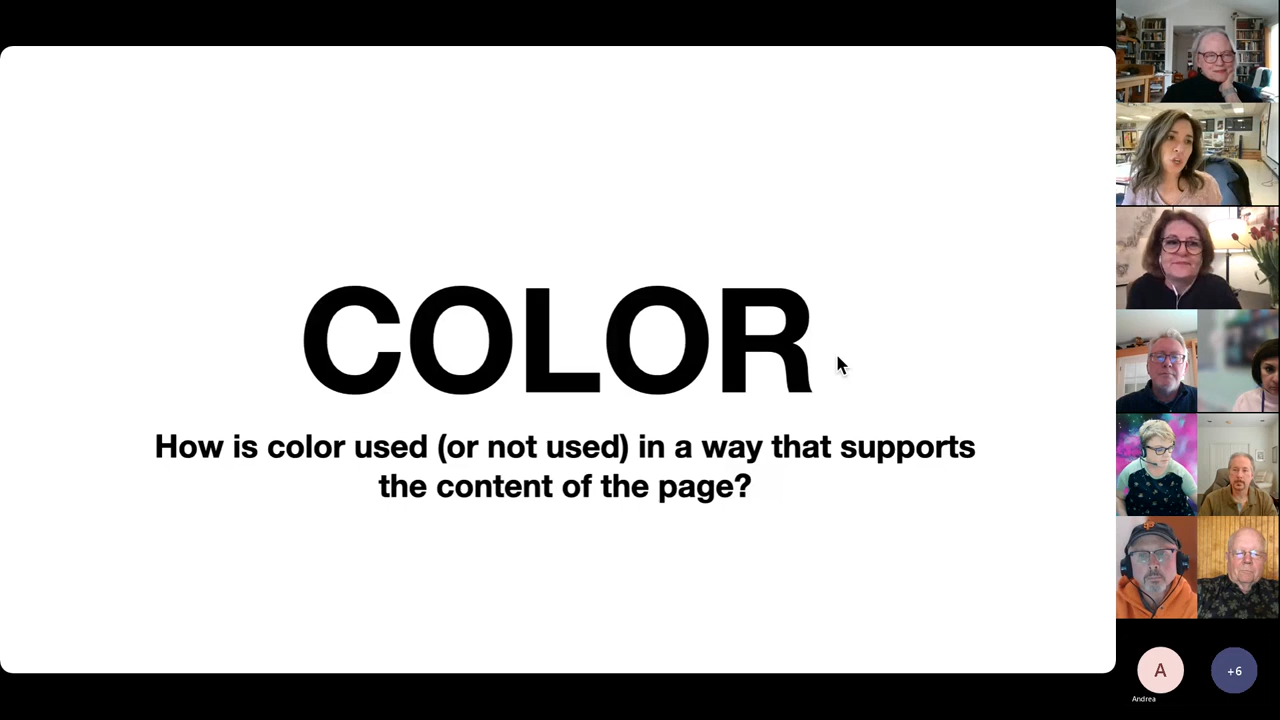 COLOR
How is color used (or not used) in a way that supports
the content of the page?
SF
A
+6
Andrea